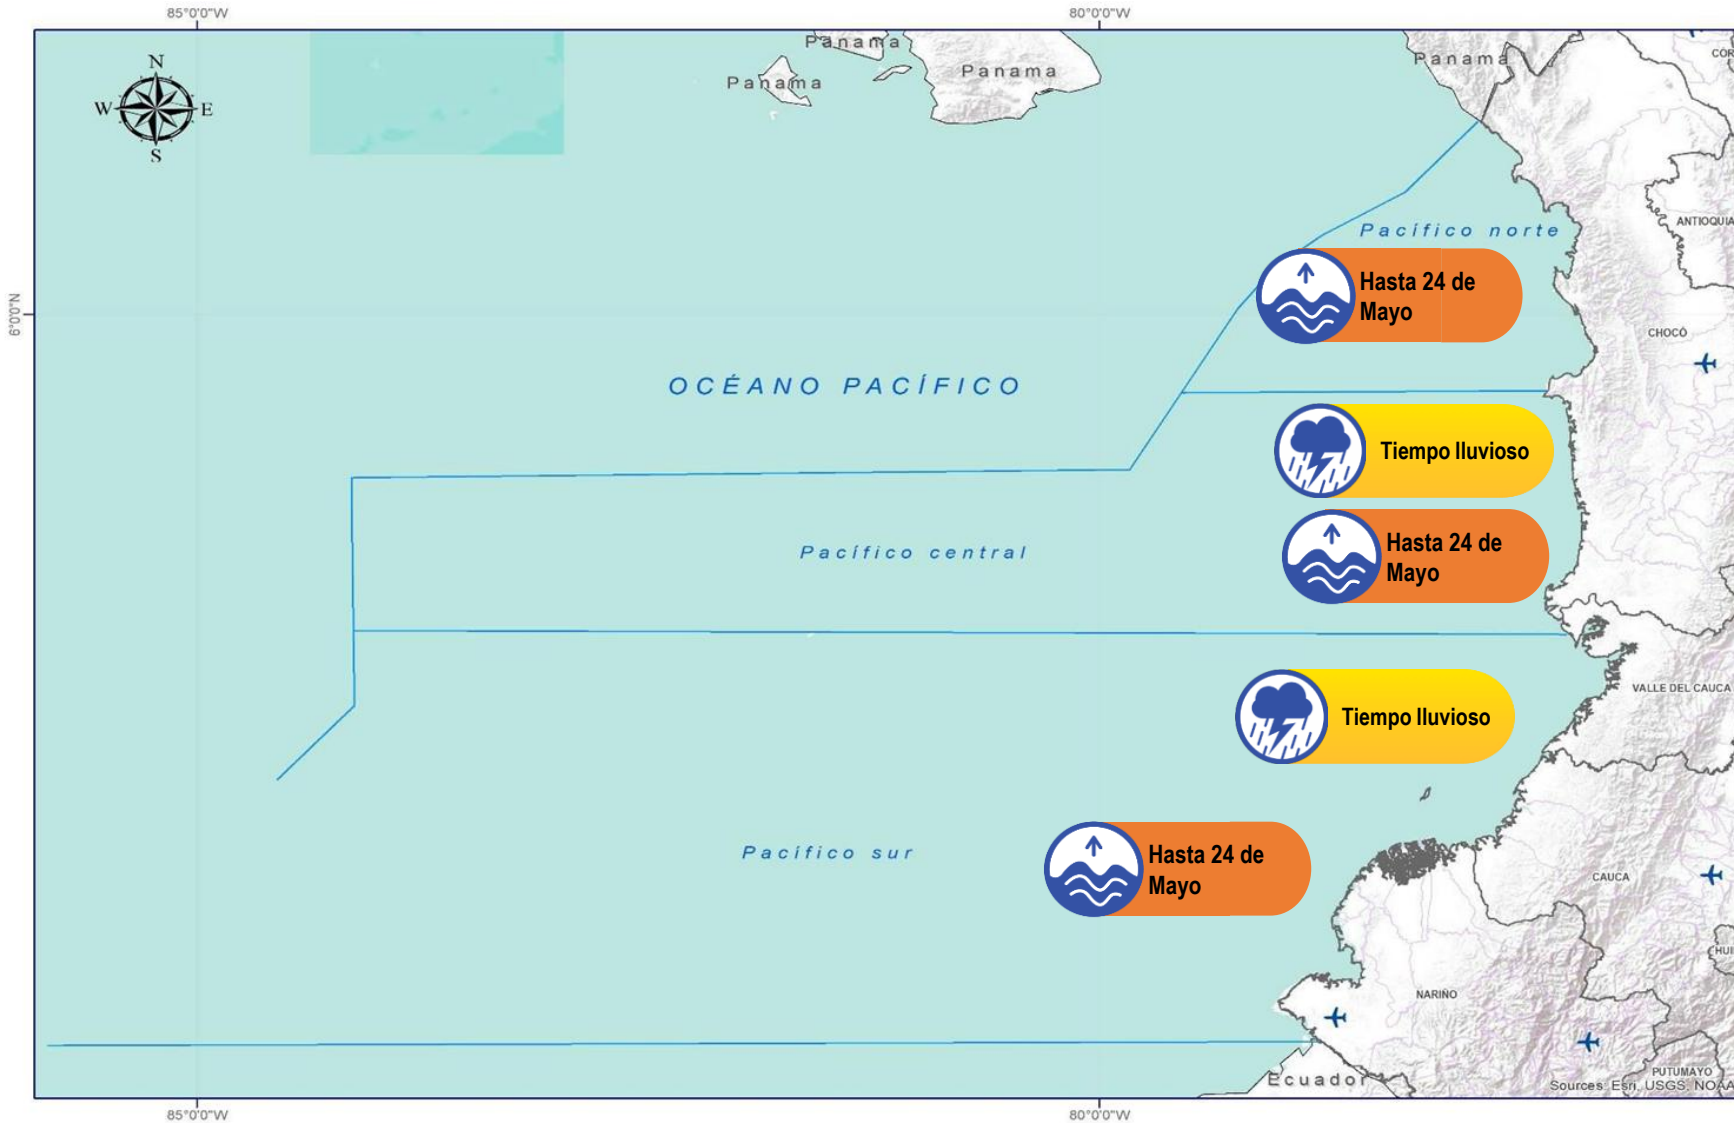 85°0'0"W
80°0'0"W
N
W
E
S
Panama
Panama
Panama
Panama
CÓR
ANTIOQUIA
Pacífico norte
Hasta 24 de
Mayo
6°0'0"N
CHOCÓ
OCÉANO PACÍFICO
Tiempo lluvioso
Pacífico central
Hasta 24 de
Mayo
VALLE DEL CAUCA
Tiempo lluvioso
Pacífico sur
Hasta 24 de
Mayo
CAUCA
HUI
NARIÑO
PUTUMAYO
Ecuador
Sources: Esri, USGS, NOAA
85°0'0"W
80°0'0"W